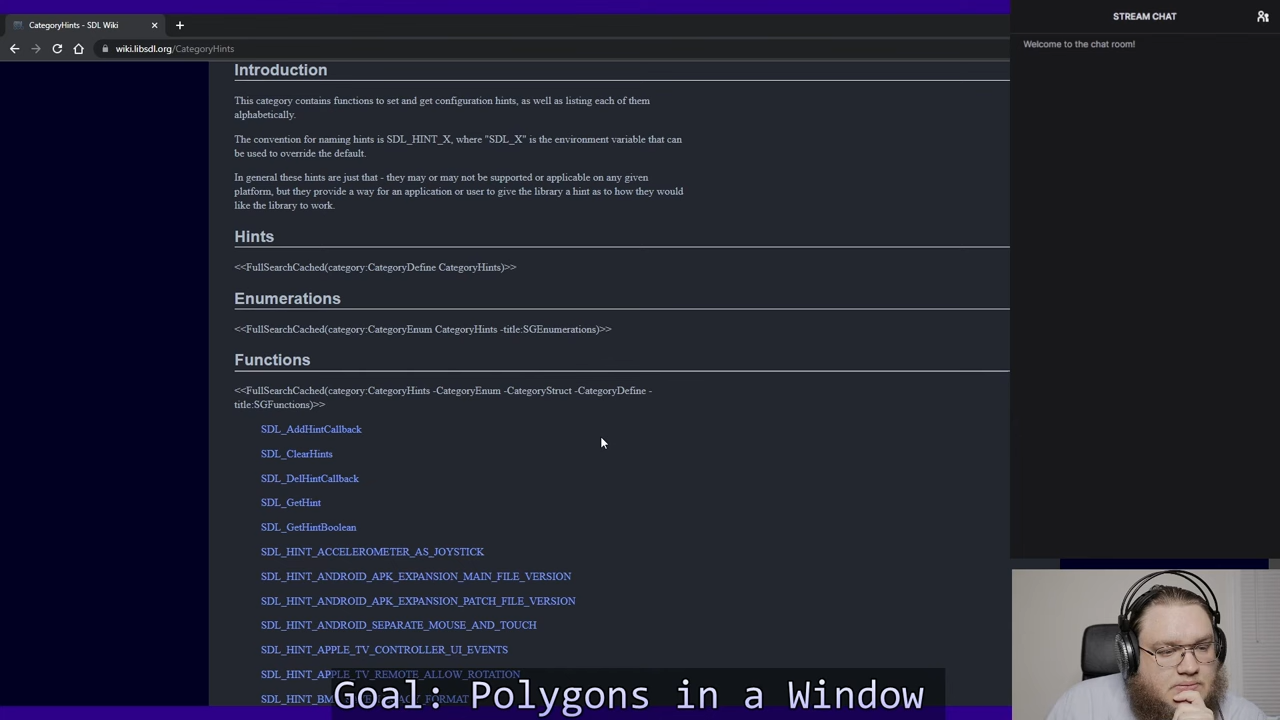 CategoryHints - SDL Wiki
STREAM CHAT
wiki.libsdl.org/CategoryHints
Welcome to the chat room!
Introduction
This category contains functions to set and get configuration hints, as well as listing each of them
alphabetically.
The convention for naming hints is SDL_HINT_X, where "SDL_X" is the environment variable that can
be used to override the default.
In general these hints are just that - they may or may not be supported or applicable on any given
platform, but they provide a way for an application or user to give the library a hint as to how they would
like the library to work.
Hints
<<FullSearchCached(category:CategoryDefine CategoryHints)>>
Enumerations
<<FullSearchCached(category:CategoryEnum CategoryHints -title:SGEnumerations)>>
Functions
<<FullSearchCached(category:CategoryHints -CategoryEnum -CategoryStruct -CategoryDefine -
title:SGFunctions)>>
SDL_AddHintCallback
SDL_ClearHints
SDL_DelHintCallback
SDL_GetHint
SDL_GetHintBoolean
SDL_HINT_ACCELEROMETER_AS_JOYSTICK
SDL_HINT_ANDROID_APK_EXPANSION_MAIN_FILE_VERSION
SDL_HINT_ANDROID_APK_EXPANSION_PATCH_FILE_VERSION
SDL_HINT_ANDROID_SEPARATE_MOUSE_AND_TOUCH
SDL_HINT_APPLE_TV_CONTROLLER_UI_EVENTS
SDL_HINT_APPLE_TV_REMOTE_ALLOW_ROTATION
Goal: Polygons in a Window